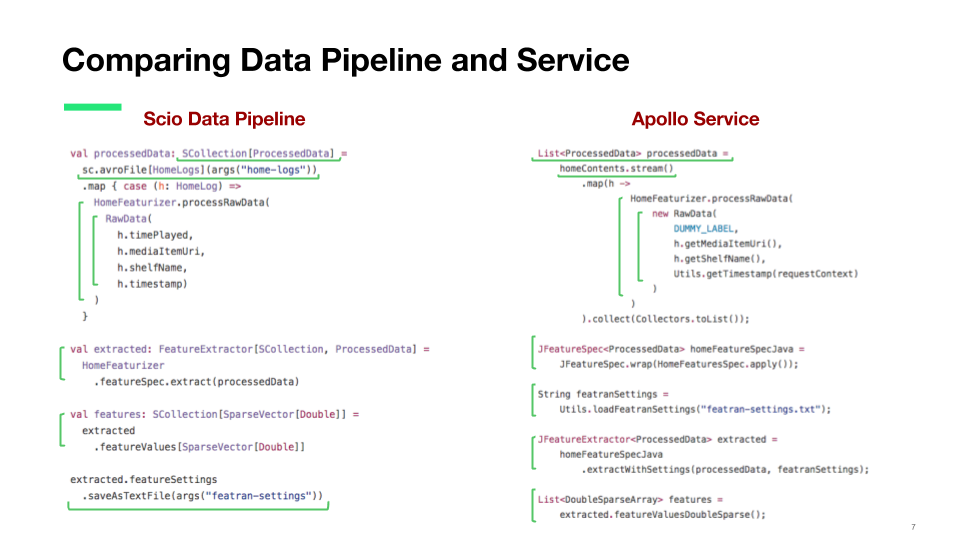 Comparing Data Pipeline and Service
Scio Data Pipeline
val processedData: SCollection[ProcessedData] =
sc.avroFile[HomeLogs](args("home-logs"))
.map { case (h: HomeLog) =>
HomeFeaturizer.processRawData(
RawData(
h.timePlayed,
h.mediaItemUri,
h.shelfName,
h.timestamp)
)
}
val extracted: FeatureExtractor[SCollection, ProcessedData] =
HomeFeaturizer
.featureSpec.extract(processedData)
val features: SCollection[SparseVector[Double]] =
extracted
.featureValues[SparseVector[Double]]
extracted.featureSettings
.saveAsTextFile(args("featran-settings"))
Apollo Service
List<ProcessedData> processedData =
homeContents.stream()
.map(h ->
HomeFeaturizer.processRawData(
new RawData(
DUMMY_LABEL,
h.getMediaItemUri(),
h.getShelfName(),
Utils.getTimestamp(requestContext)
)
)
).collect(Collectors.toList());
JFeatureSpec<ProcessedData> homeFeatureSpecJava =
JFeatureSpec.wrap(HomeFeaturesSpec.apply());
String featranSettings =
Utils.loadFeatranSettings("featran-settings.txt");
JFeatureExtractor<ProcessedData> extracted =
homeFeatureSpecJava
.extractWithSettings(processedData, featranSettings);
List<DoubleSparseArray> features =
extracted.featureValuesDoubleSparse();
7